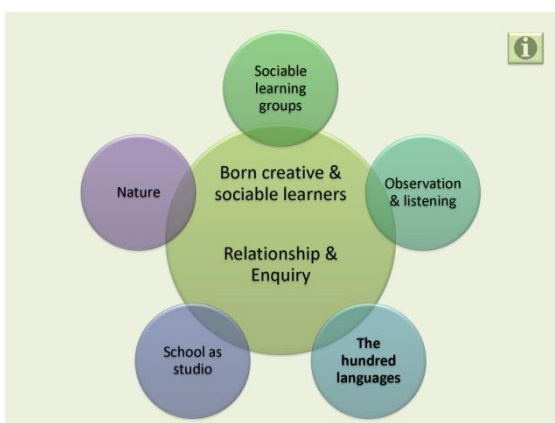 Sociable
learning
groups
Born creative &
sociable learners
Nature
Observation
& listening
Relationship &
Enquiry
School as
studio
The
hundred
languages